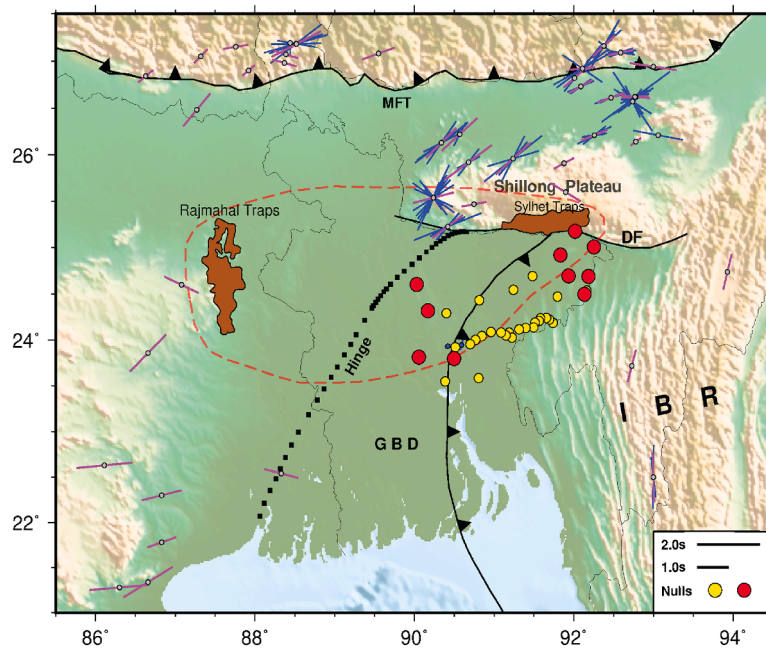 MFT
26°
Shillong Plateau
Rajmahal Traps
Sylhet Traps
DF
24°
Hinge
I B R
GBD
22°
2.0s
1.0s
Nulls
86°
88°
90°
92°
94°